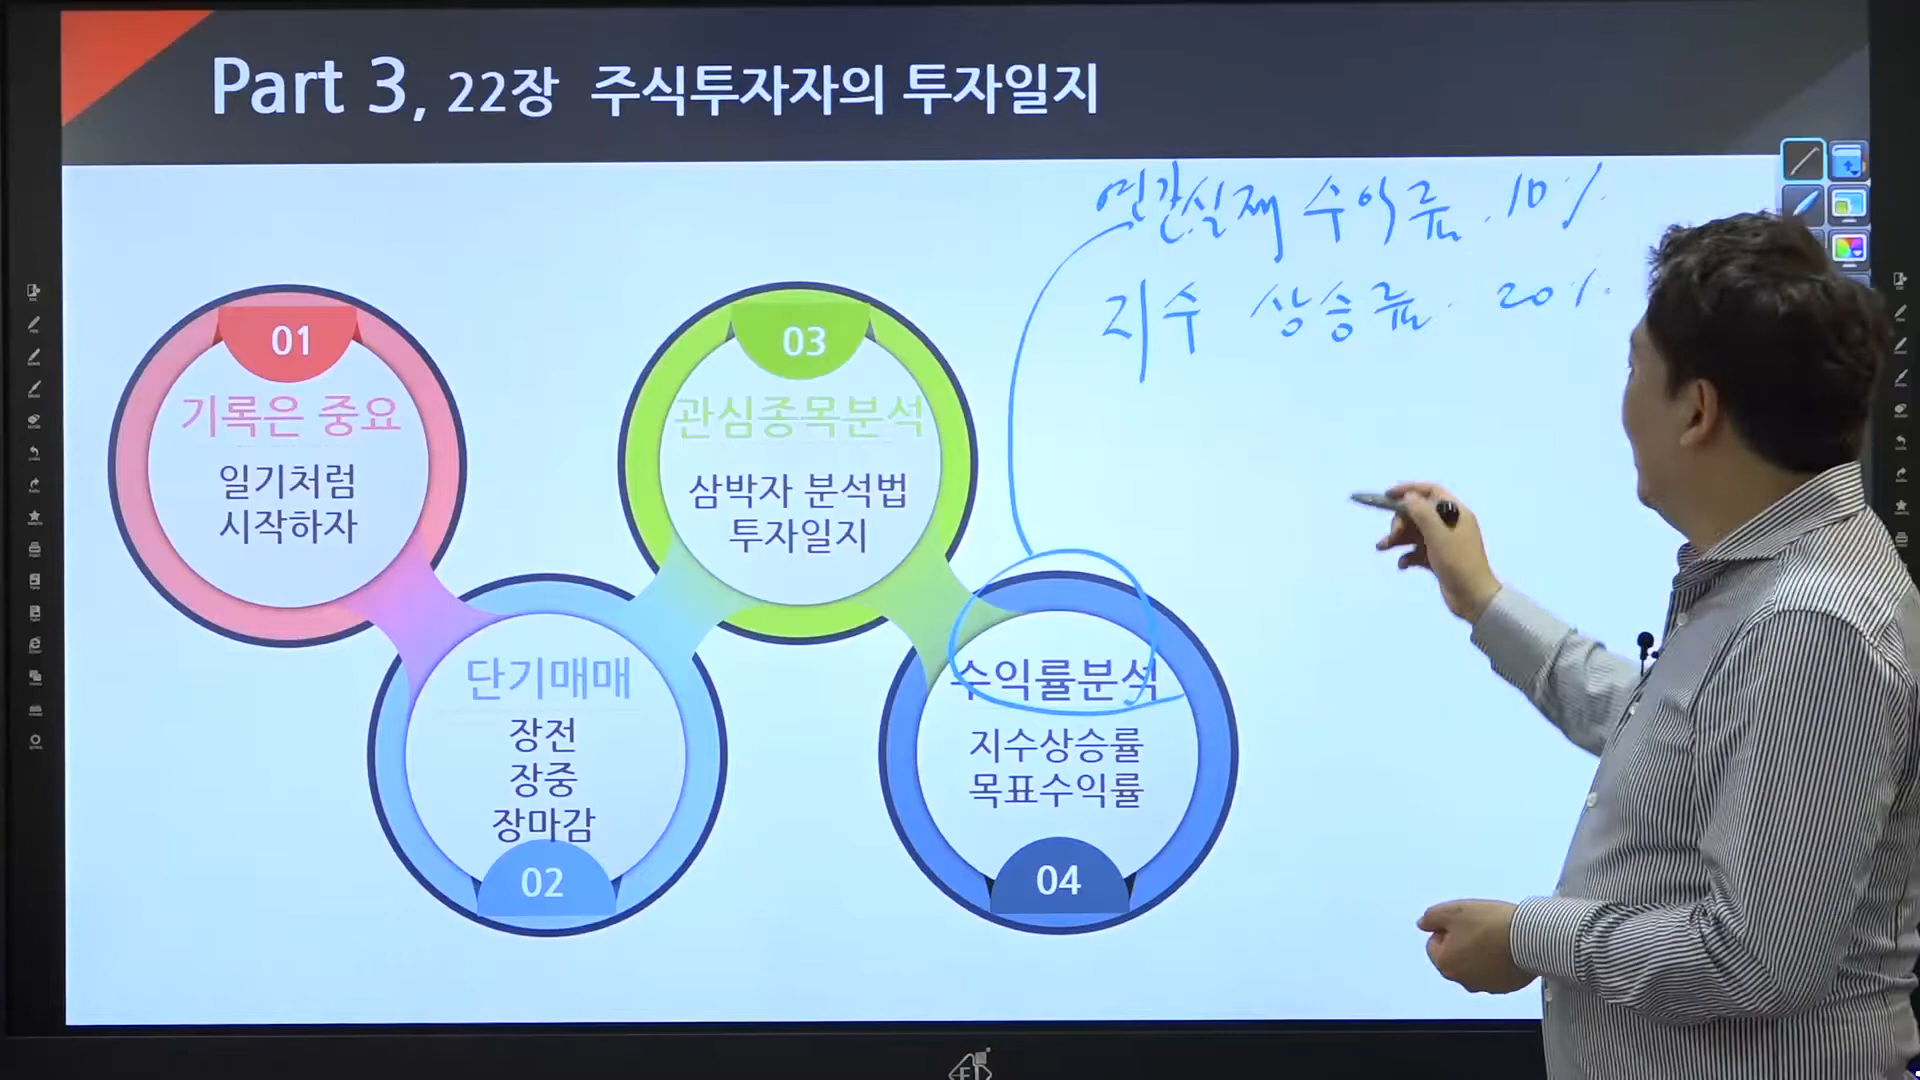 Part 3, 22장 주식투자자의 투자일지
연간실제 수익률 10%
지수 상승률 20%
01
기록은 중요
일기처럼
시작하자
단기매매
장전
장중
장마감
02
03
관심종목분석
삼박자 분석법
투자일지
수익률분석
지수상승률
목표수익률
04